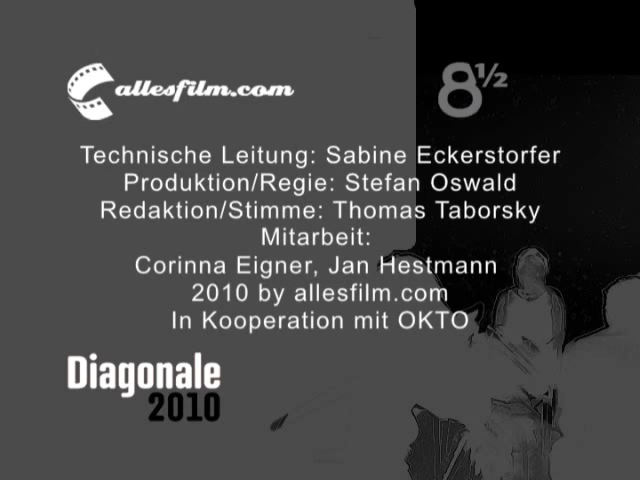 allesfilm.com
8½
Technische Leitung: Sabine Eckerstorfer
Produktion/Regie: Stefan Oswald
Redaktion/Stimme: Thomas Taborsky
Mitarbeit:
Corinna Eigner, Jan Hestmann
2010 by allesfilm.com
In Kooperation mit OKTO
Diagonale
2010